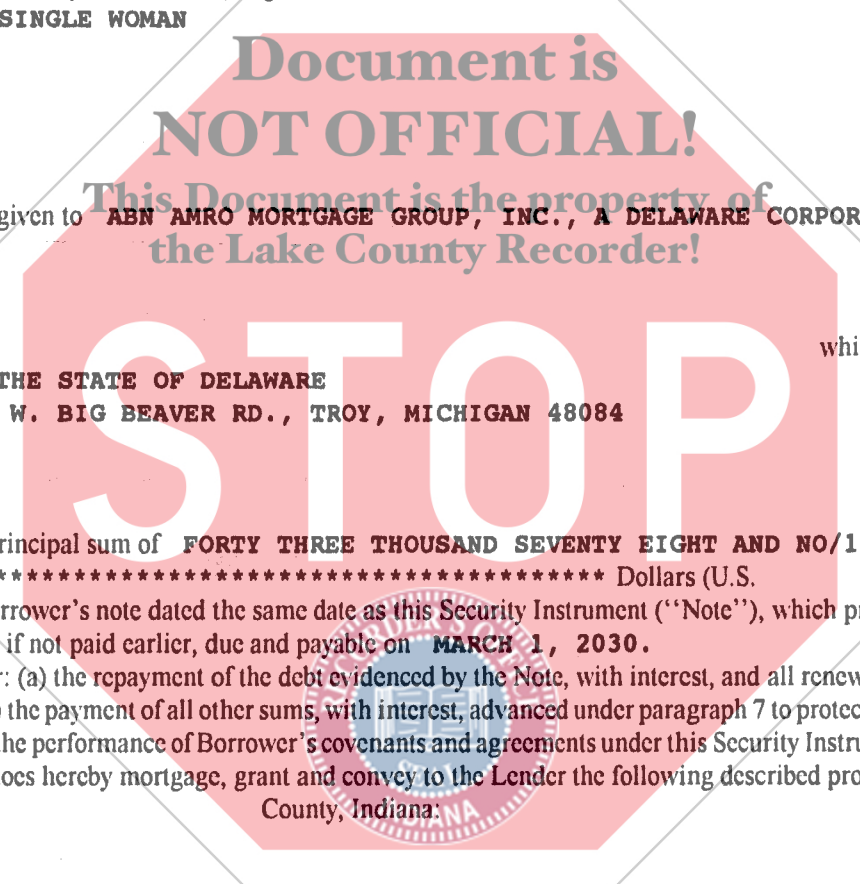 SINGLE WOMAN
Document is
NOT OFFICIAL!
This Document is the property of
given to ABN AMRO MORTGAGE GROUP, INC., A DELAWARE CORPOR
the Lake County Recorder!
whi
THE STATE OF DELAWARE
W. BIG BEAVER RD., TROY, MICHIGAN 48084
STOP
rincipal sum of FORTY THREE THOUSAND SEVENTY EIGHT AND NO/1
***************************************** Dollars (U.S.
rrower's note dated the same date as this Security Instrument (“Note”), which p
if not paid earlier, due and payable on MARCH 1, 2030.
: (a) the repayment of the debt evidenced by the Note, with interest, and all renew
the payment of all other sums, with interest, advanced under paragraph 7 to protec
he performance of Borrower's covenants and agreements under this Security Instru
oes hereby mortgage, grant and convey to the Lender the following described pro
County, Indiana:
RECORDER'S OFFICE
SEAL
INDIANA